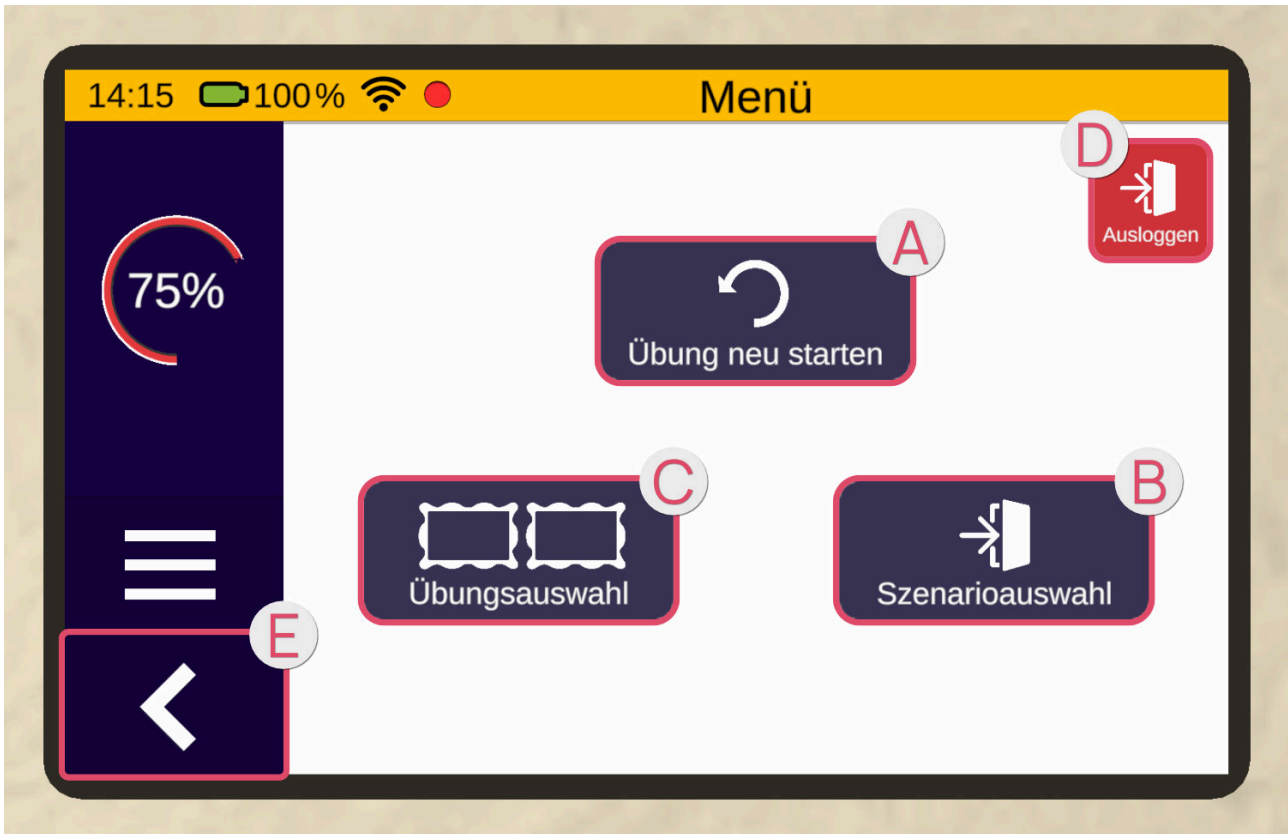 14:15 100% Menü
D
Ausloggen
75%
A
Übung neu starten
C
Übungsauswahl
B
Szenarioauswahl
E